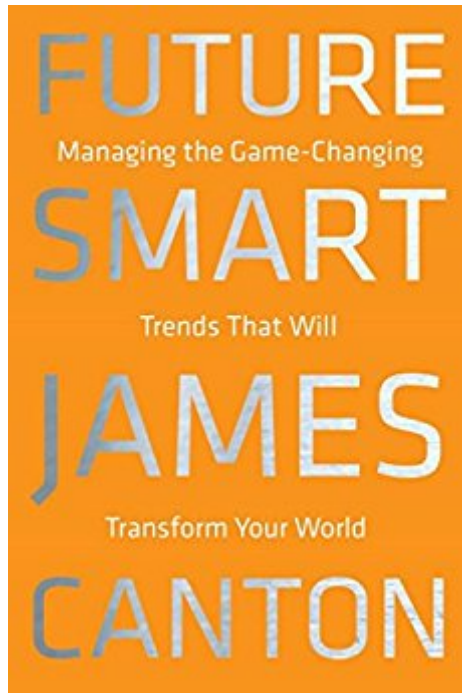 FUTURE
Managing the Game-Changing
SMART
Trends That Will
JAMES
Transform Your World
CANTON